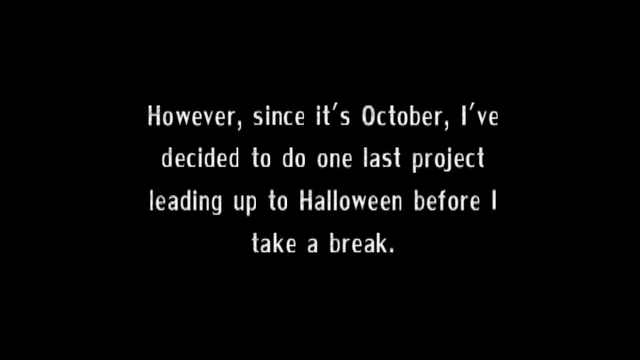 However, since it's October, I've
decided to do one last project
leading up to Halloween before I
take a break.